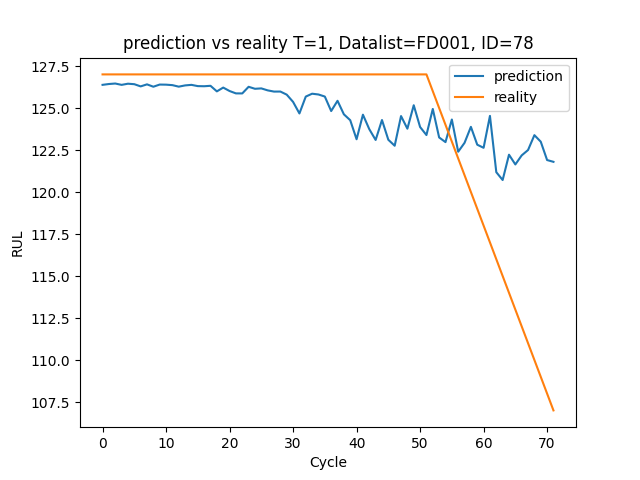 prediction vs reality T=1, Datalist=FD001, ID=78
prediction
reality
127.5
125.0
122.5
120.0
117.5
115.0
112.5
110.0
107.5
RUL
0 10 20 30 40 50 60 70
Cycle